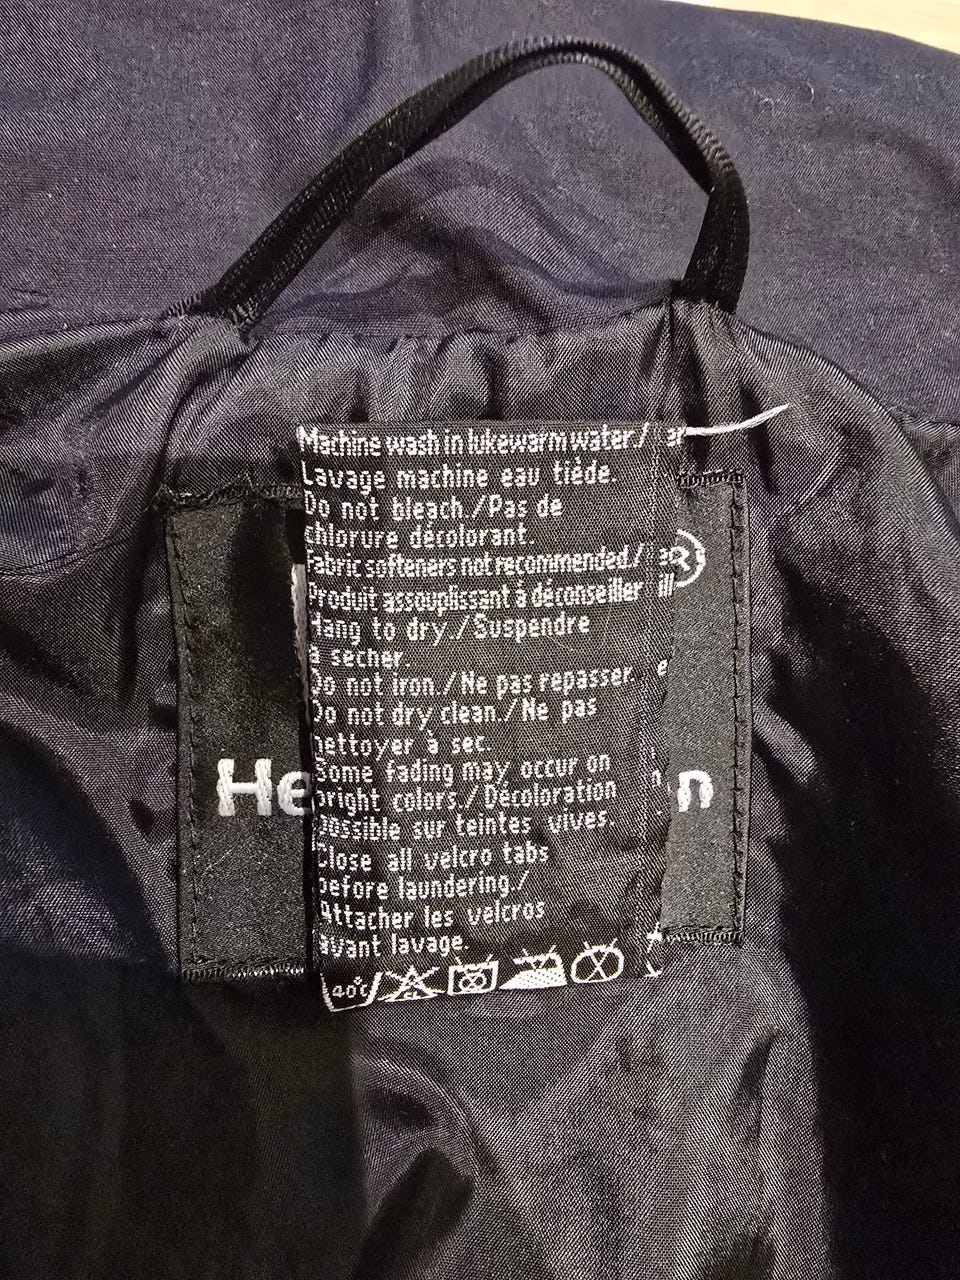 Machine wash in lukewarm water./
Lavage machine eau tiède.
Do not bleach./Pas de
chlorure décolorant.
Fabric softeners not recommended./
Produit assouplissant à déconseiller
Hang to dry./Suspendre
à sécher.
Do not iron./Ne pas repasser.
Do not dry clean./Ne pas
nettoyer à sec.
Some fading may occur on
bright colors./Décoloration
possible sur teintes vives.
Close all velcro tabs
before laundering./
Attacher les velcros
avant lavage.
40°C CL
®
He n